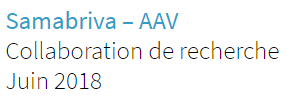 Samabriva – AAV
Collaboration de recherche
Juin 2018